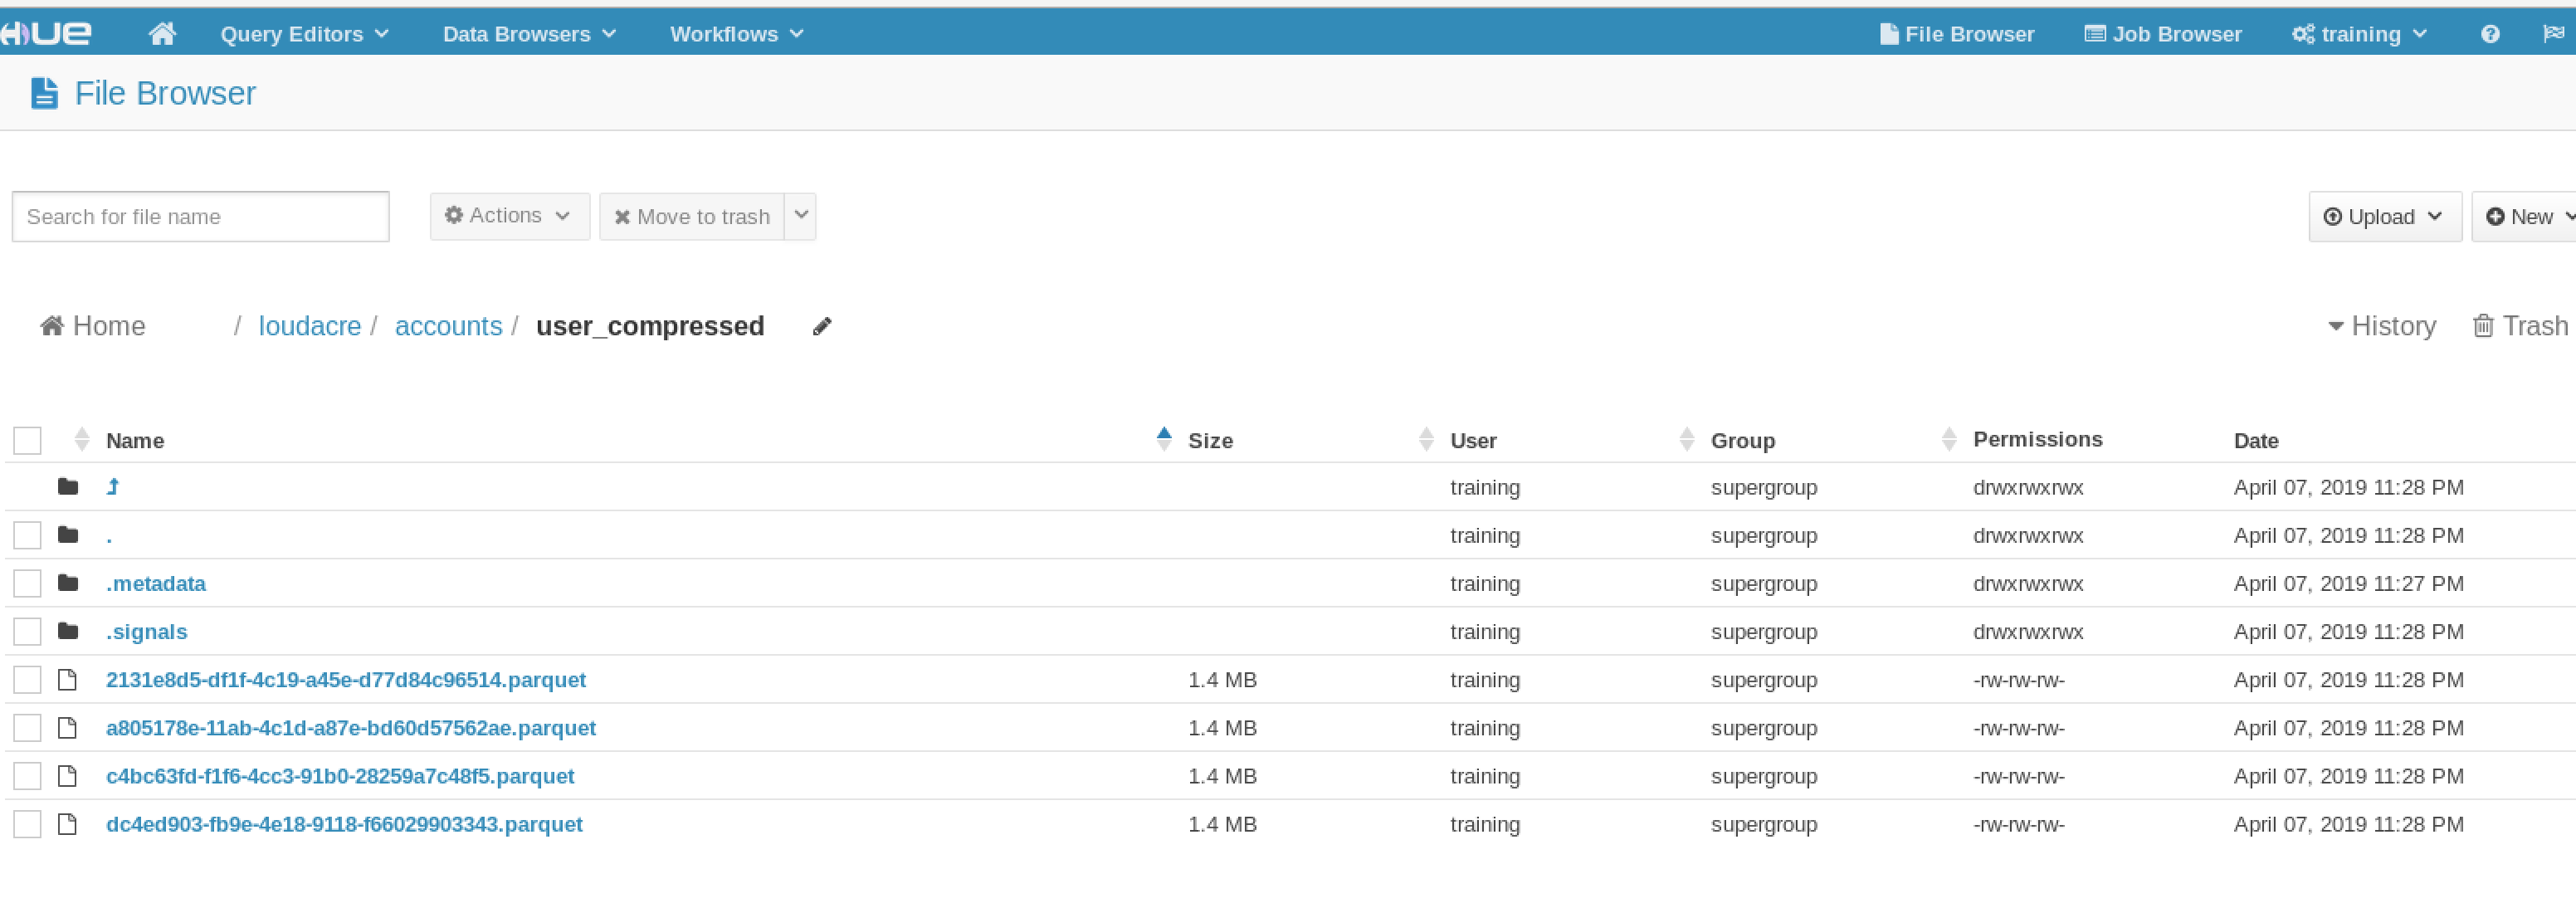 HUE Query Editors Data Browsers Workflows File Browser Job Browser training ?
File Browser
Search for file name Actions Move to trash Upload New
Home / loudacre / accounts / user_compressed History Trash
Name Size User Group Permissions Date
training supergroup drwxrwxrwx April 07, 2019 11:28 PM
. training supergroup drwxrwxrwx April 07, 2019 11:28 PM
.metadata training supergroup drwxrwxrwx April 07, 2019 11:27 PM
.signals training supergroup drwxrwxrwx April 07, 2019 11:28 PM
2131e8d5-df1f-4c19-a45e-d77d84c96514.parquet 1.4 MB training supergroup -rw-rw-rw- April 07, 2019 11:28 PM
a805178e-11ab-4c1d-a87e-bd60d57562ae.parquet 1.4 MB training supergroup -rw-rw-rw- April 07, 2019 11:28 PM
c4bc63fd-f1f6-4cc3-91b0-28259a7c48f5.parquet 1.4 MB training supergroup -rw-rw-rw- April 07, 2019 11:28 PM
dc4ed903-fb9e-4e18-9118-f66029903343.parquet 1.4 MB training supergroup -rw-rw-rw- April 07, 2019 11:28 PM